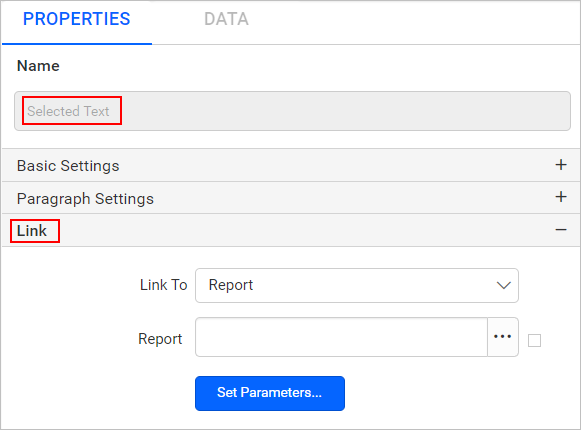 PROPERTIES DATA
Name
Selected Text
Basic Settings +
Paragraph Settings +
Link −
Link To Report
Report ...
Set Parameters...